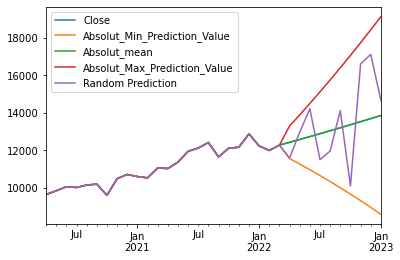 Close
Absolut_Min_Prediction_Value
Absolut_mean
Absolut_Max_Prediction_Value
Random Prediction
18000
16000
14000
12000
10000
Jul
Jan
2021
Jul
Jan
2022
Jul
Jan
2023